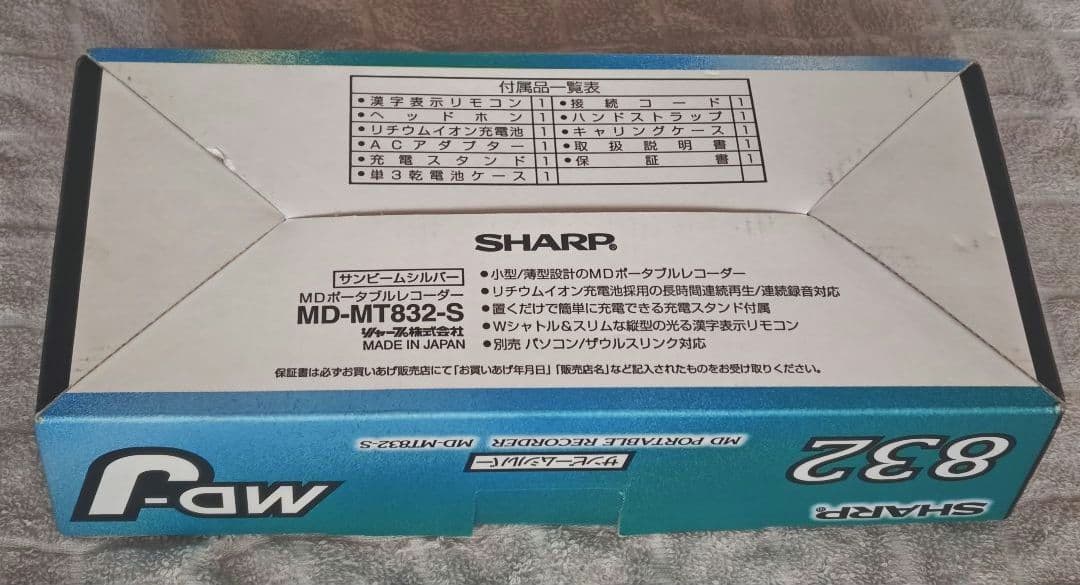 付属品一覧表
●漢字表示リモコン 1 ●接続コード 1
●ヘッドホン 1 ●ハンドストラップ 1
●リチウムイオン充電池 1 ●キャリングケース 1
●ACアダプター 1 ●取扱説明書 1
●充電スタンド 1 ●保証書 1
●単3乾電池ケース 1
SHARP®
サンビームシルバー
MDポータブルレコーダー
MD-MT832-S
シャープ株式会社
MADE IN JAPAN
●小型/薄型設計のMDポータブルレコーダー
●リチウムイオン充電池採用の長時間連続再生/連続録音対応
●置くだけで簡単に充電できる充電スタンド付属
●Wシャトル&スリムな縦型の光る漢字表示リモコン
●別売 パソコン/ザウルスリンク対応
保証書は必ずお買いあげ販売店にて「お買いあげ年月日」「販売店名」など記入されたものをお受け取りください。
SHARP®
832
サンビームシルバー
MD PORTABLE RECORDER MD-MT832-S
MD-J